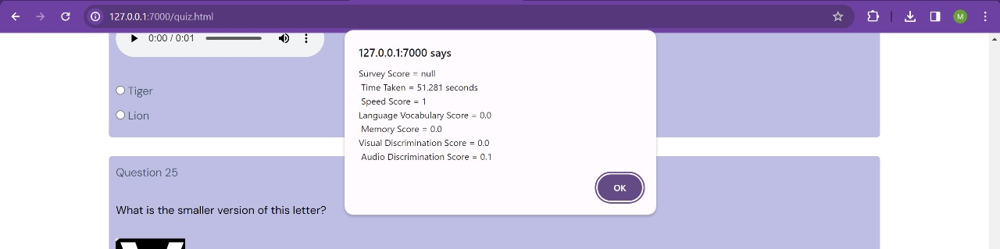 127.0.0.1:7000/quiz.html
M
0:00 / 0:01
Tiger
Lion
127.0.0.1:7000 says
Survey Score = null
Time Taken = 51.281 seconds
Speed Score = 1
Language Vocabulary Score = 0.0
Memory Score = 0.0
Visual Discrimination Score = 0.0
Audio Discrimination Score = 0.1
OK
Question 25
What is the smaller version of this letter?